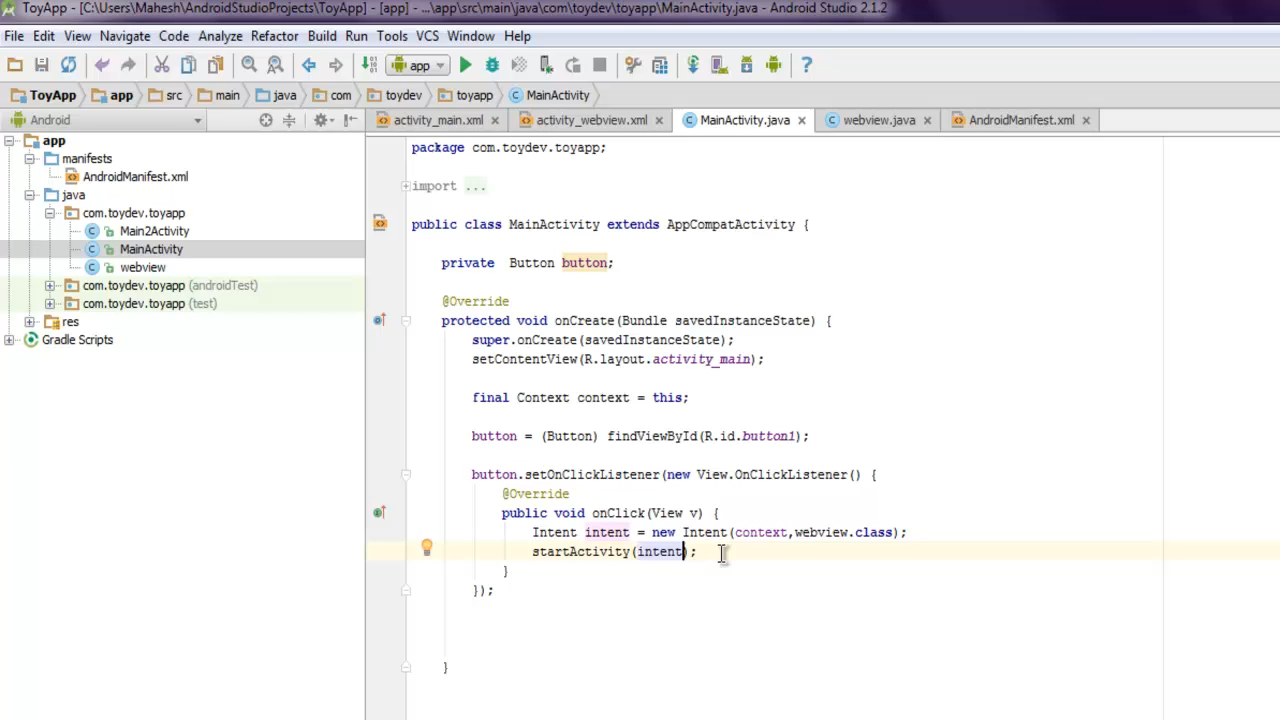 ToyApp - [C:\Users\Mahesh\AndroidStudioProjects\ToyApp] - [app] - ...\app\src\main\java\com\toydev\toyapp\MainActivity.java - Android Studio 2.1.2
File Edit View Navigate Code Analyze Refactor Build Run Tools VCS Window Help
app
ToyApp app src main java com toydev toyapp MainActivity
Android
activity_main.xml activity_webview.xml MainActivity.java webview.java AndroidManifest.xml
app
manifests
AndroidManifest.xml
java
com.toydev.toyapp
Main2Activity
MainActivity
webview
com.toydev.toyapp (androidTest)
com.toydev.toyapp (test)
res
Gradle Scripts
package com.toydev.toyapp;
import ...
public class MainActivity extends AppCompatActivity {
private Button button;
@Override
protected void onCreate(Bundle savedInstanceState) {
super.onCreate(savedInstanceState);
setContentView(R.layout.activity_main);
final Context context = this;
button = (Button) findViewById(R.id.button1);
button.setOnClickListener(new View.OnClickListener() {
@Override
public void onClick(View v) {
Intent intent = new Intent(context,webview.class);
startActivity(intent);
}
});
}